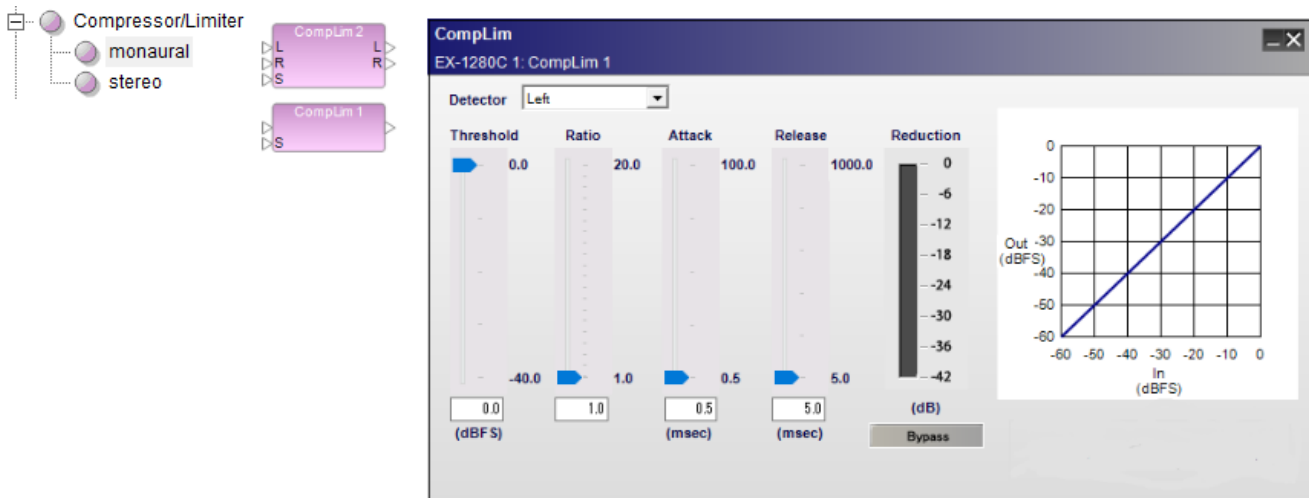 Compressor/Limiter
monaural
stereo
CompLim 2
L L
R R
S
CompLim 1
S
CompLim
EX-1280C 1: CompLim 1
Detector Left
Threshold Ratio Attack Release Reduction
0.0 20.0 100.0 1000.0 0
-6
-12
-18
-24
-30
-36
-40.0 1.0 0.5 5.0 -42
0.0 1.0 0.5 5.0 (dB)
(dBFS) (msec) (msec) Bypass
0
-10
-20
Out -30
(dBFS)
-40
-50
-60
-60 -50 -40 -30 -20 -10 0
In
(dBFS)